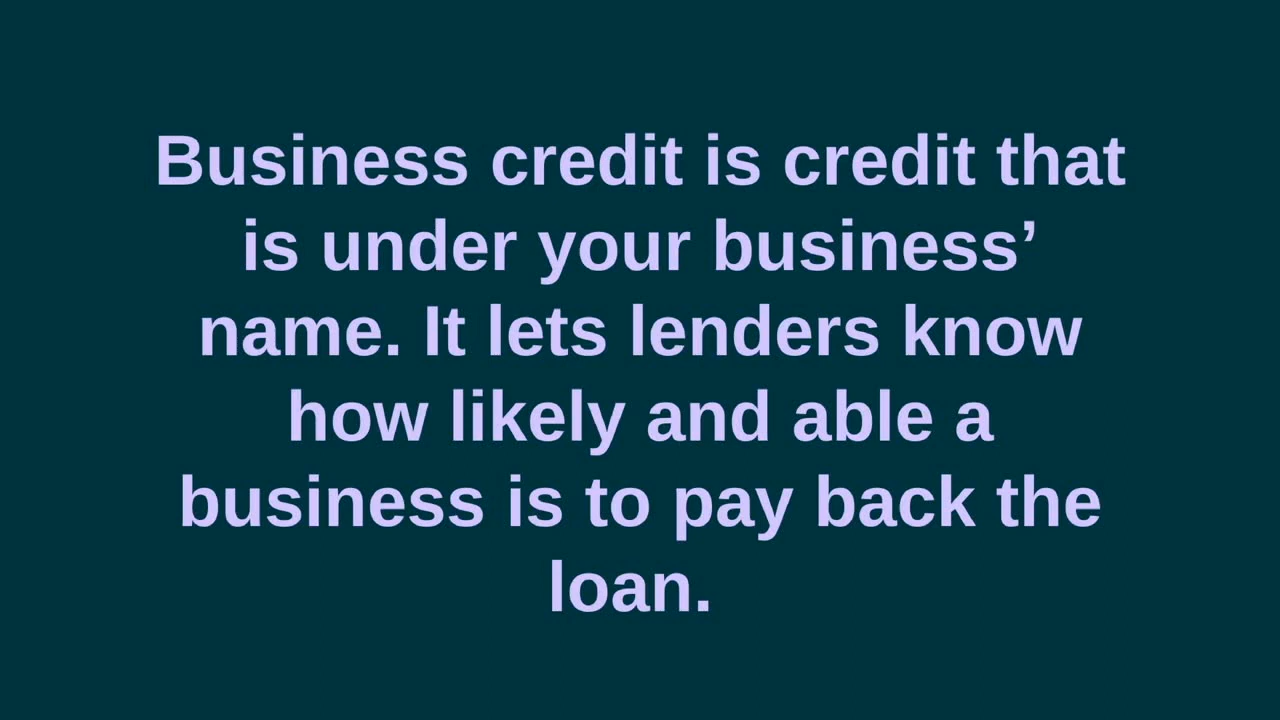 Business credit is credit that
is under your business’
name. It lets lenders know
how likely and able a
business is to pay back the
loan.